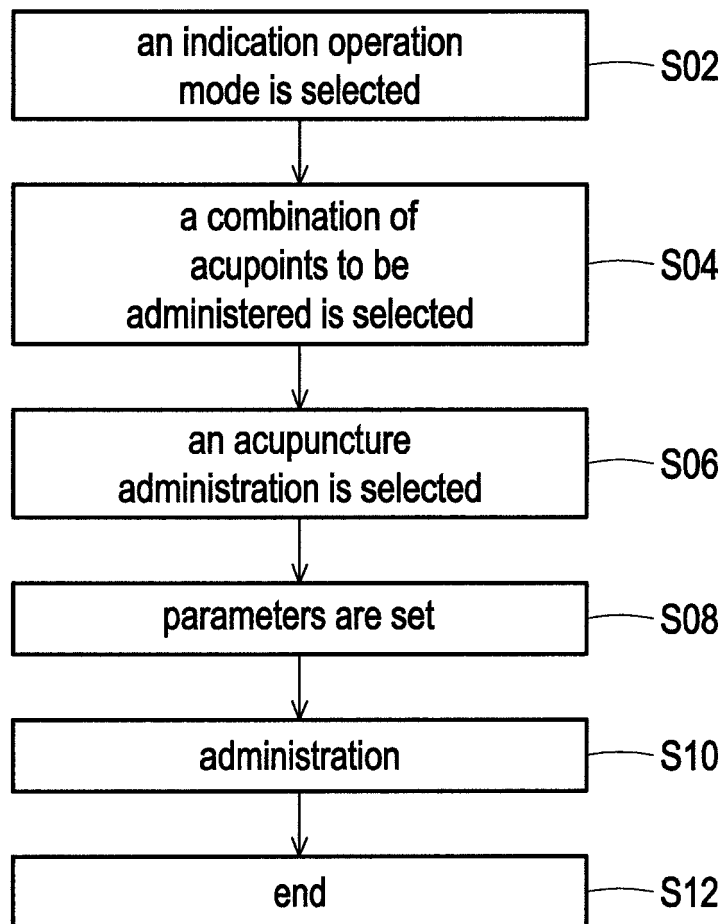 an indication operation
mode is selected
S02
a combination of
acupoints to be
administered is selected
S04
an acupuncture
administration is selected
S06
parameters are set
S08
administration
S10
end
S12